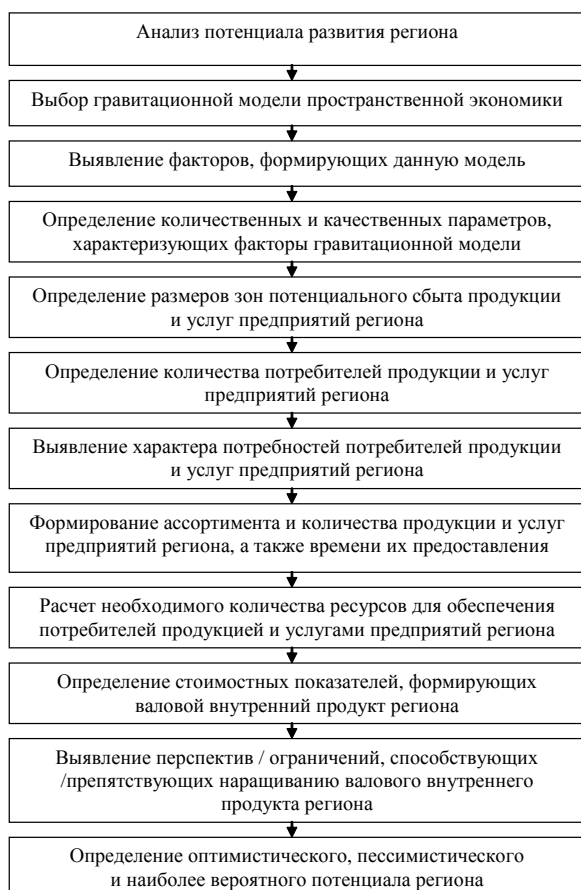 Анализ потенциала развития региона
Выбор гравитационной модели пространственной экономики
Выявление факторов, формирующих данную модель
Определение количественных и качественных параметров,
характеризующих факторы гравитационной модели
Определение размеров зон потенциального сбыта продукции
и услуг предприятий региона
Определение количества потребителей продукции и услуг
предприятий региона
Выявление характера потребностей потребителей продукции
и услуг предприятий региона
Формирование ассортимента и количества продукции и услуг
предприятий региона, а также времени их предоставления
Расчет необходимого количества ресурсов для обеспечения
потребителей продукцией и услугами предприятий региона
Определение стоимостных показателей, формирующих
валовой внутренний продукт региона
Выявление перспектив / ограничений, способствующих
/препятствующих наращиванию валового внутреннего
продукта региона
Определение оптимистического, пессимистического
и наиболее вероятного потенциала региона